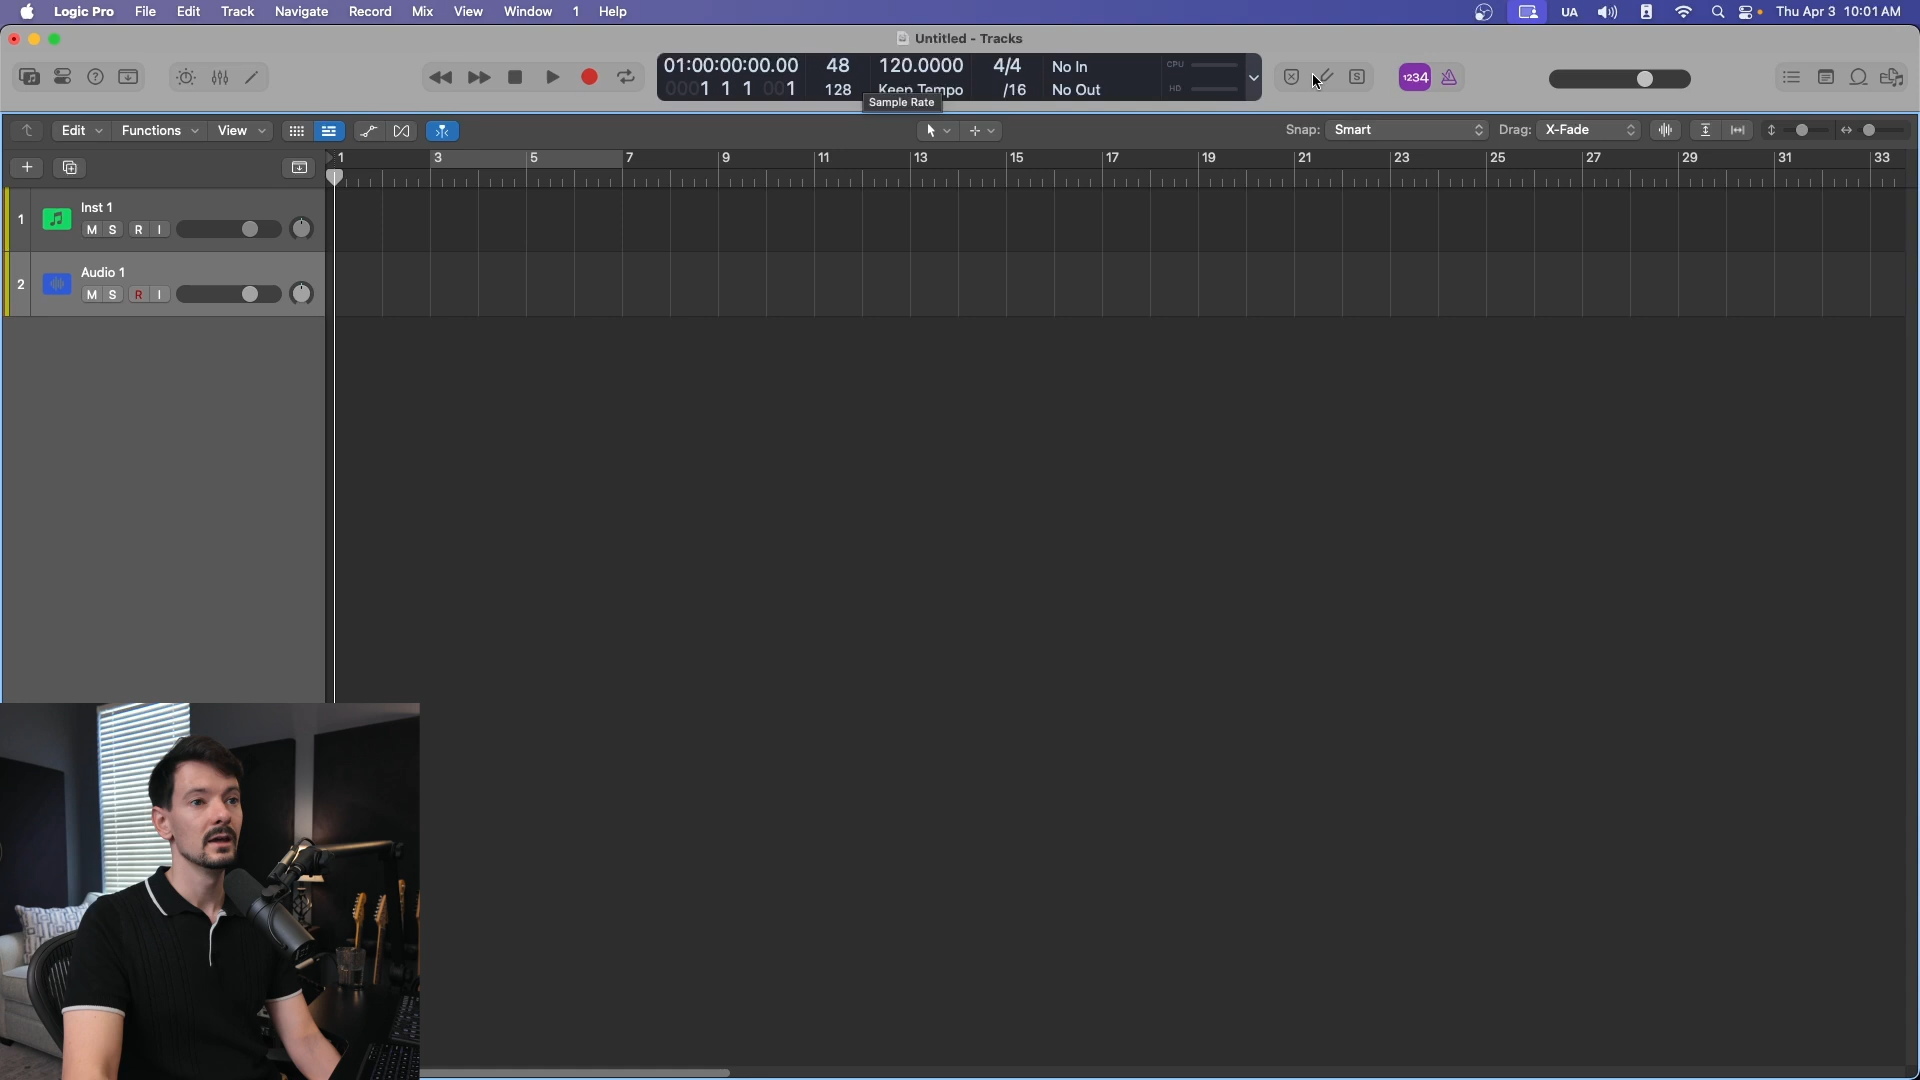 Logic Pro File Edit Track Navigate Record Mix View Window 1 Help UA Thu Apr 3 10:01 AM
Untitled - Tracks
01:00:00:00.00 48 120.0000 4/4 No In CPU
0001 1 1 001 128 Keep Tempo /16 No Out HD
S 1234
Sample Rate
Edit Functions View Snap: Smart Drag: X-Fade
1 3 5 7 9 11 13 15 17 19 21 23 25 27 29 31 33
1 Inst 1
M S R I
2 Audio 1
M S R I